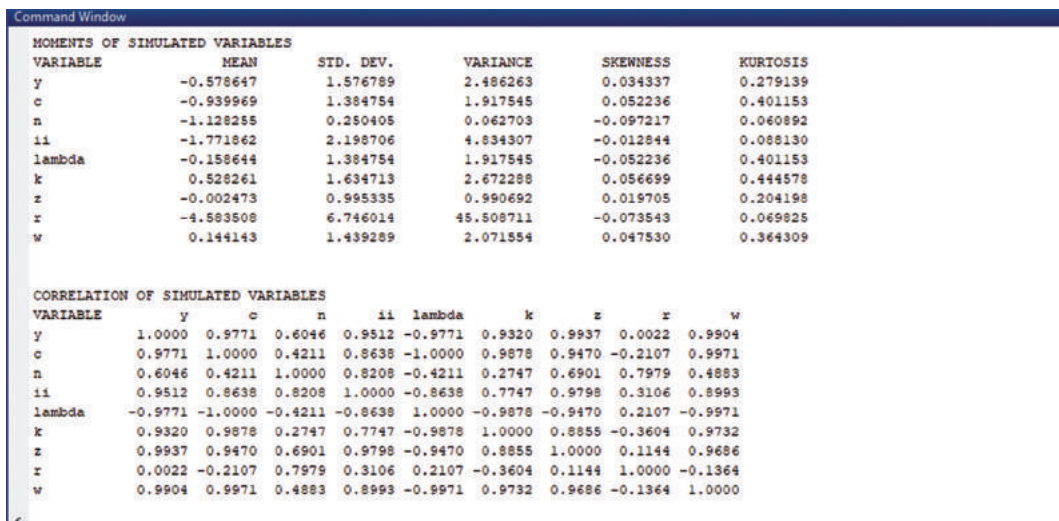 Command Window
MOMENTS OF SIMULATED VARIABLES
VARIABLE MEAN STD. DEV. VARIANCE SKEWNESS KURTOSIS
y -0.578647 1.576789 2.486263 0.034337 0.279139
c -0.939969 1.384754 1.917545 0.052236 0.401153
n -1.128255 0.250405 0.062703 -0.097217 0.060892
ii -1.771862 2.198706 4.834307 -0.012844 0.088130
lambda -0.158644 1.384754 1.917545 -0.052236 0.401153
k 0.528261 1.634713 2.672288 0.056699 0.444578
z -0.002473 0.995335 0.990692 0.019705 0.204198
r -4.583508 6.746014 45.508711 -0.073543 0.069825
w 0.144143 1.439289 2.071554 0.047530 0.364309
CORRELATION OF SIMULATED VARIABLES
VARIABLE y c n ii lambda k z r w
y 1.0000 0.9771 0.6046 0.9512 -0.9771 0.9320 0.9937 0.0022 0.9904
c 0.9771 1.0000 0.4211 0.8638 -1.0000 0.9878 0.9470 -0.2107 0.9971
n 0.6046 0.4211 1.0000 0.8208 -0.4211 0.2747 0.6901 0.7979 0.4883
ii 0.9512 0.8638 0.8208 1.0000 -0.8638 0.7747 0.9798 0.3106 0.8993
lambda -0.9771 -1.0000 -0.4211 -0.8638 1.0000 -0.9878 -0.9470 0.2107 -0.9971
k 0.9320 0.9878 0.2747 0.7747 -0.9878 1.0000 0.8855 -0.3604 0.9732
z 0.9937 0.9470 0.6901 0.9798 -0.9470 0.8855 1.0000 0.1144 0.9686
r 0.0022 -0.2107 0.7979 0.3106 0.2107 -0.3604 0.1144 1.0000 -0.1364
w 0.9904 0.9971 0.4883 0.8993 -0.9971 0.9732 0.9686 -0.1364 1.0000